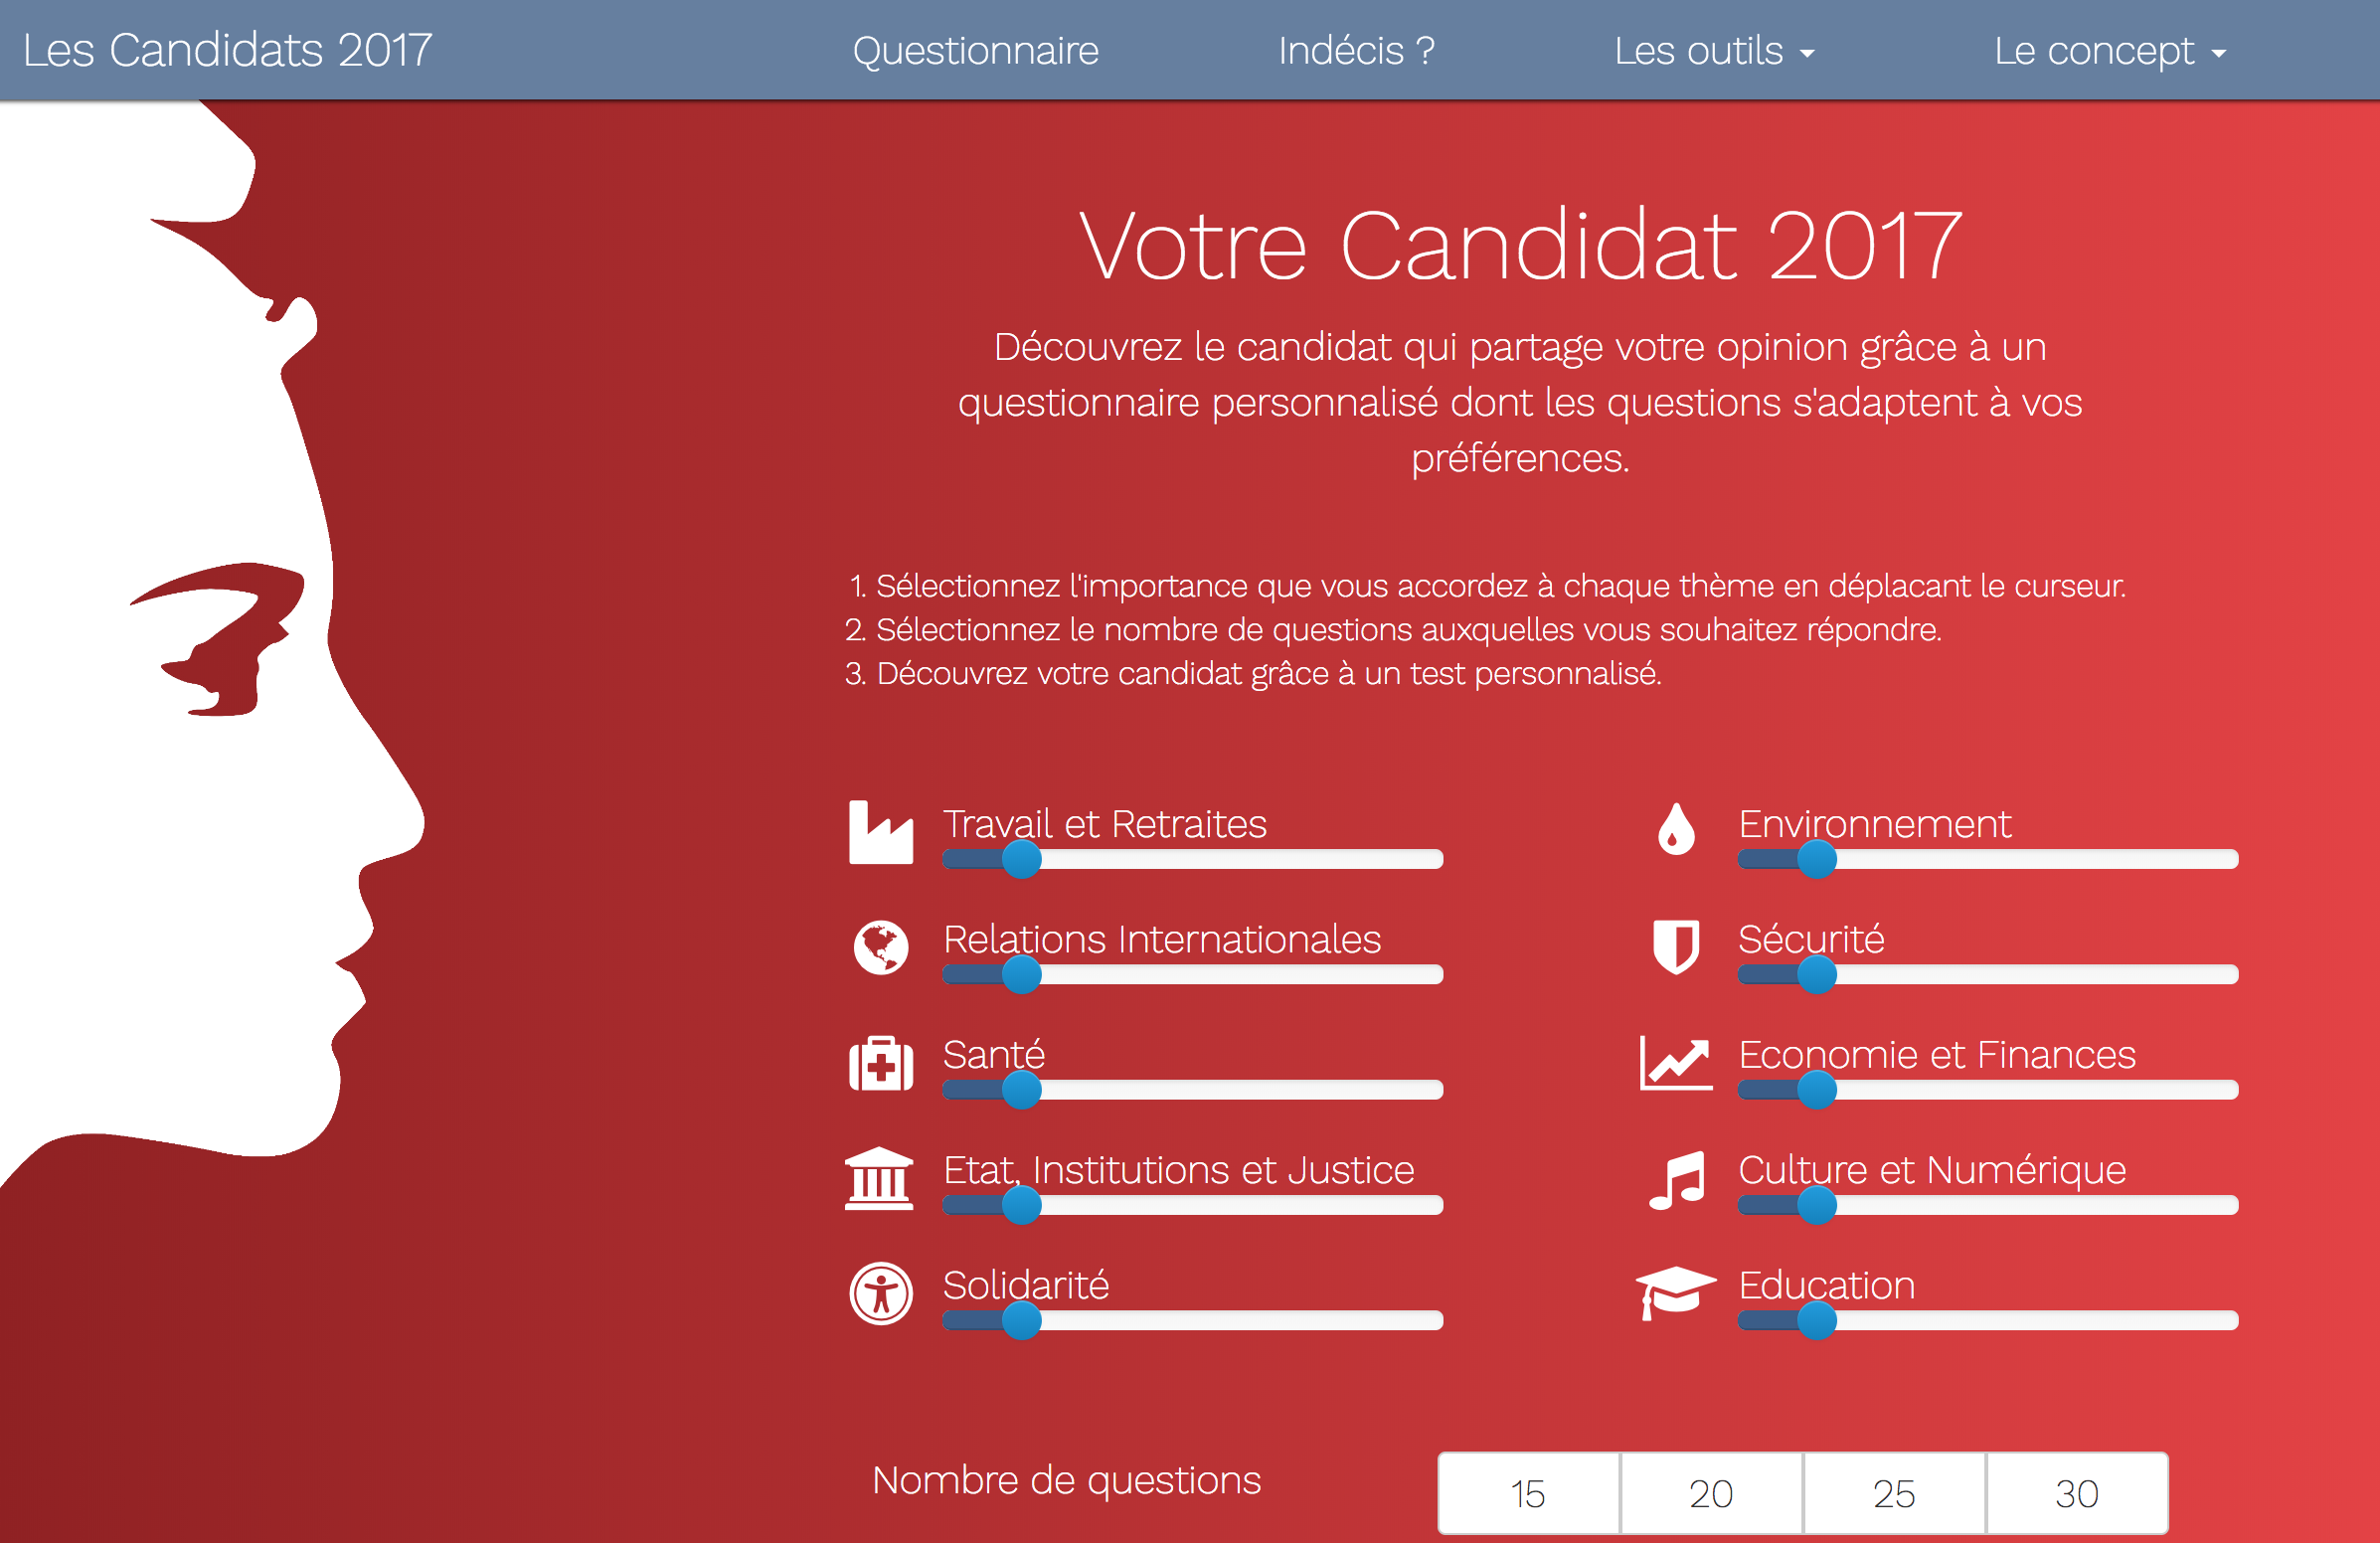 Les Candidats 2017
Questionnaire
Indécis ?
Les outils
Le concept
Votre Candidat 2017
Découvrez le candidat qui partage votre opinion grâce à un
questionnaire personnalisé dont les questions s'adaptent à vos
préférences.
1. Sélectionnez l'importance que vous accordez à chaque thème en déplacant le curseur.
2. Sélectionnez le nombre de questions auxquelles vous souhaitez répondre.
3. Découvrez votre candidat grâce à un test personnalisé.
Travail et Retraites
Environnement
Relations Internationales
Sécurité
Santé
Economie et Finances
Etat, Institutions et Justice
Culture et Numérique
Solidarité
Education
Nombre de questions
15
20
25
30